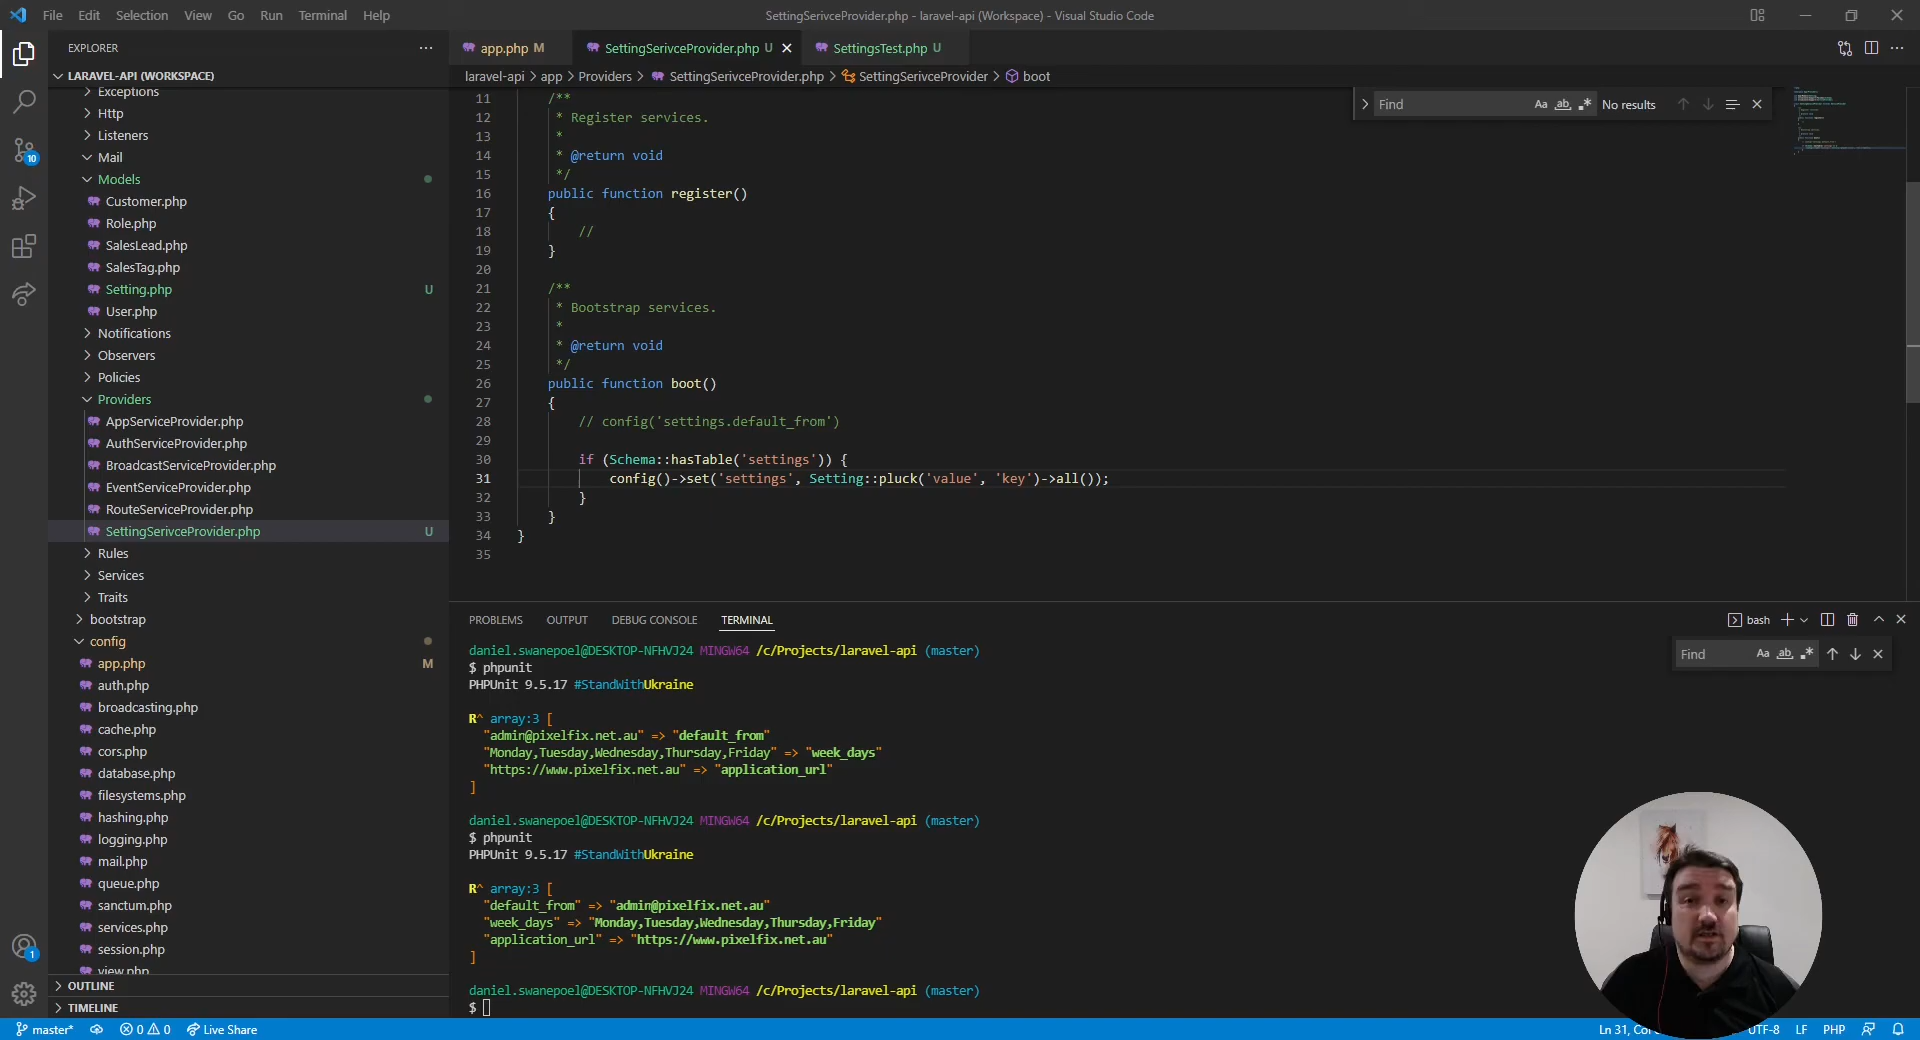 File Edit Selection View Go Run Terminal Help
SettingSerivceProvider.php - laravel-api (Workspace) - Visual Studio Code
EXPLORER
LARAVEL-API (WORKSPACE)
Exceptions
Http
Listeners
Mail
Models
Customer.php
Role.php
SalesLead.php
SalesTag.php
Setting.php U
User.php
Notifications
Observers
Policies
Providers
AppServiceProvider.php
AuthServiceProvider.php
BroadcastServiceProvider.php
EventServiceProvider.php
RouteServiceProvider.php
SettingSerivceProvider.php U
Rules
Services
Traits
bootstrap
config
app.php M
auth.php
broadcasting.php
cache.php
cors.php
database.php
filesystems.php
hashing.php
logging.php
mail.php
queue.php
sanctum.php
services.php
session.php
view.php
OUTLINE
TIMELINE
10
1
app.php M
SettingSerivceProvider.php U
SettingsTest.php U
laravel-api > app > Providers > SettingSerivceProvider.php > SettingSerivceProvider > boot
Find Aa ab No results
11 /**
12 * Register services.
13 *
14 * @return void
15 */
16 public function register()
17 {
18 //
19 }
20
21 /**
22 * Bootstrap services.
23 *
24 * @return void
25 */
26 public function boot()
27 {
28 // config('settings.default_from')
29
30 if (Schema::hasTable('settings')) {
31 config()->set('settings', Setting::pluck('value', 'key')->all());
32 }
33 }
34 }
35
PROBLEMS OUTPUT DEBUG CONSOLE TERMINAL
bash
Find Aa ab
daniel.swanepoel@DESKTOP-NFHVJ24 MINGW64 /c/Projects/laravel-api (master)
$ phpunit
PHPUnit 9.5.17 #StandWithUkraine
R^ array:3 [
"admin@pixelfix.net.au" => "default_from"
"Monday,Tuesday,Wednesday,Thursday,Friday" => "week_days"
"https://www.pixelfix.net.au" => "application_url"
]
daniel.swanepoel@DESKTOP-NFHVJ24 MINGW64 /c/Projects/laravel-api (master)
$ phpunit
PHPUnit 9.5.17 #StandWithUkraine
R^ array:3 [
"default_from" => "admin@pixelfix.net.au"
"week_days" => "Monday,Tuesday,Wednesday,Thursday,Friday"
"application_url" => "https://www.pixelfix.net.au"
]
daniel.swanepoel@DESKTOP-NFHVJ24 MINGW64 /c/Projects/laravel-api (master)
$
master* 0 0 Live Share
Ln 31, UTF-8 LF PHP